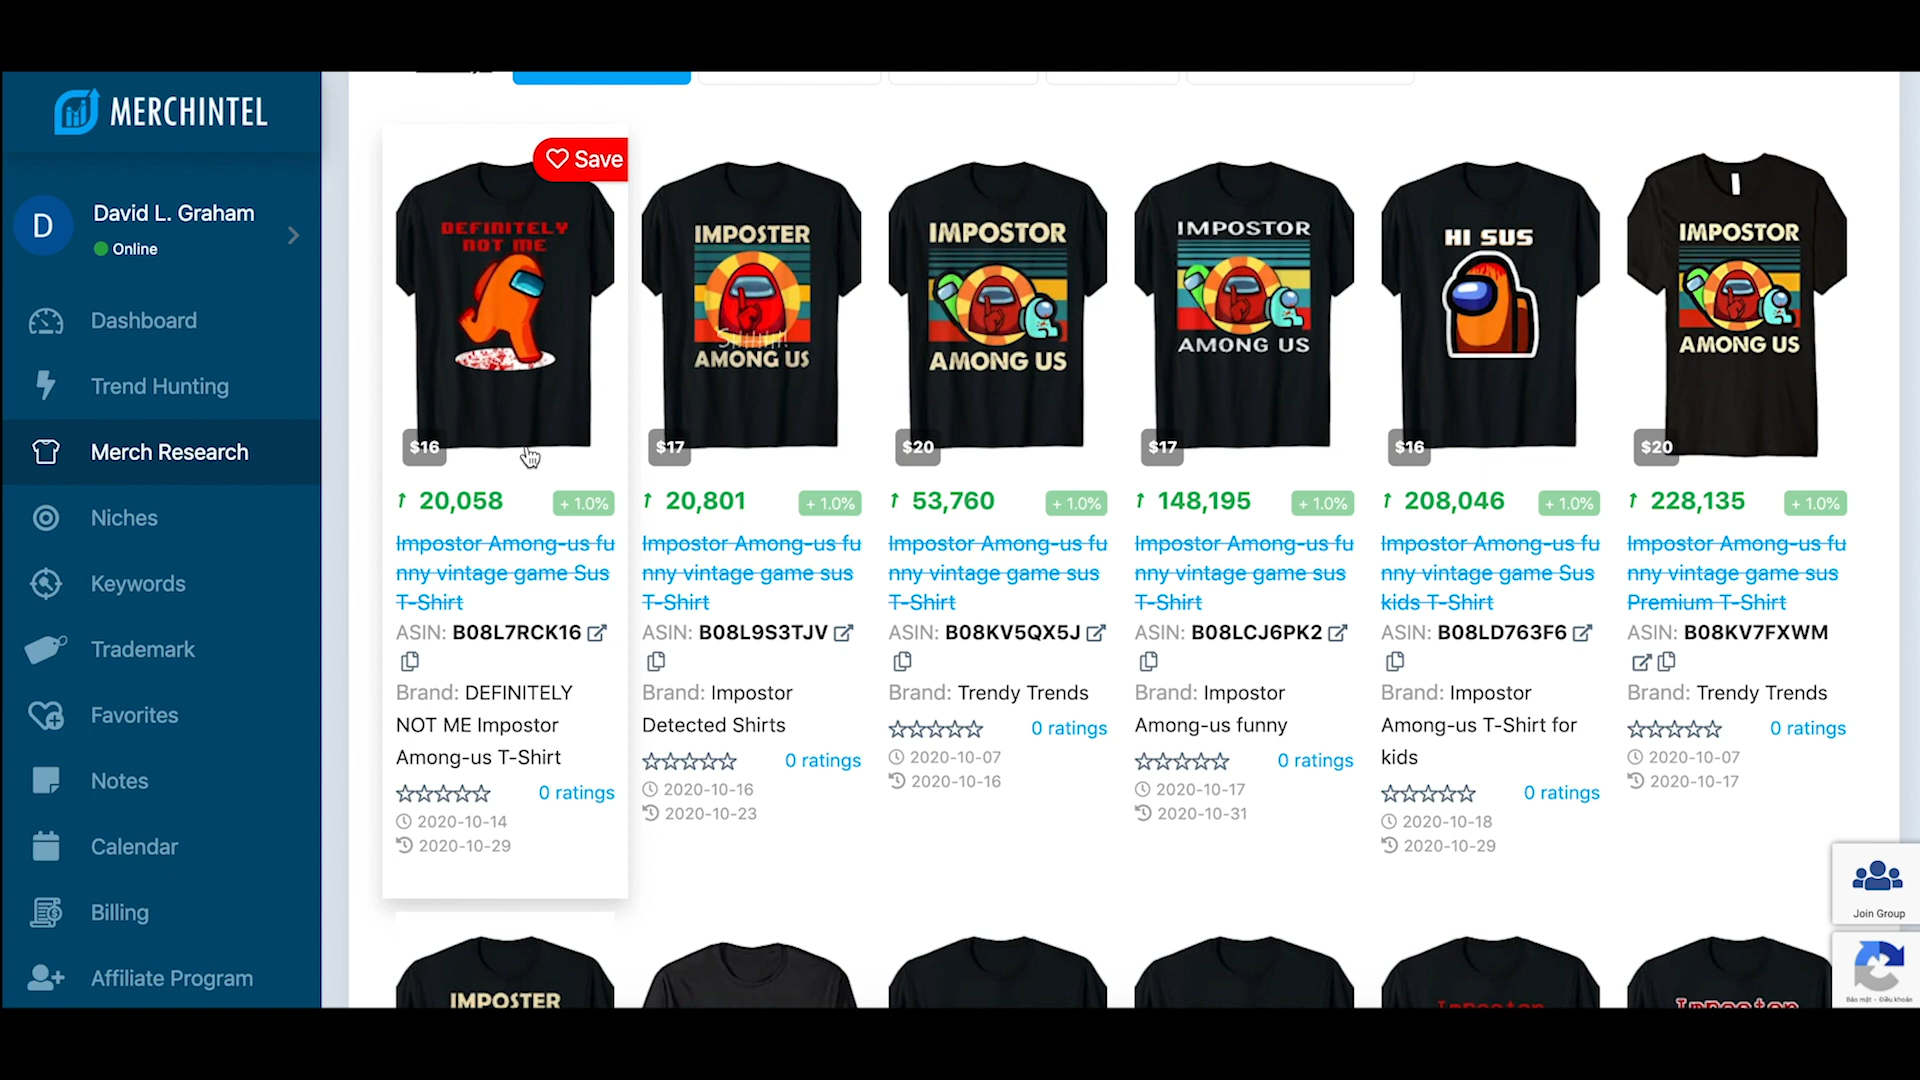 MERCHINTEL
D
David L. Graham
Online
Dashboard
Trend Hunting
Merch Research
Niches
Keywords
Trademark
Favorites
Notes
Calendar
Billing
Affiliate Program
Save
DEFINITELY
NOT ME
$16
20,058
+ 1.0%
Impostor Among-us fu
nny vintage game Sus
T-Shirt
ASIN: B08L7RCK16
Brand: DEFINITELY
NOT ME Impostor
Among-us T-Shirt
0 ratings
2020-10-14
2020-10-29
IMPOSTER
SHHHH!
AMONG US
$17
20,801
+ 1.0%
Impostor Among-us fu
nny vintage game sus
T-Shirt
ASIN: B08L9S3TJV
Brand: Impostor
Detected Shirts
0 ratings
2020-10-16
2020-10-23
IMPOSTOR
AMONG US
$20
53,760
+ 1.0%
Impostor Among-us fu
nny vintage game sus
T-Shirt
ASIN: B08KV5QX5J
Brand: Trendy Trends
0 ratings
2020-10-07
2020-10-16
IMPOSTOR
AMONG US
$17
148,195
+ 1.0%
Impostor Among-us fu
nny vintage game sus
T-Shirt
ASIN: B08LCJ6PK2
Brand: Impostor
Among-us funny
0 ratings
2020-10-17
2020-10-31
HI SUS
$16
208,046
+ 1.0%
Impostor Among-us fu
nny vintage game Sus
kids T-Shirt
ASIN: B08LD763F6
Brand: Impostor
Among-us T-Shirt for
kids
0 ratings
2020-10-18
2020-10-29
IMPOSTOR
AMONG US
$20
228,135
+ 1.0%
Impostor Among-us fu
nny vintage game sus
Premium T-Shirt
ASIN: B08KV7FXWM
Brand: Trendy Trends
0 ratings
2020-10-07
2020-10-17
IMPOSTER
Impostor
Impostor
Join Group
Bảo mật - Điều khoản